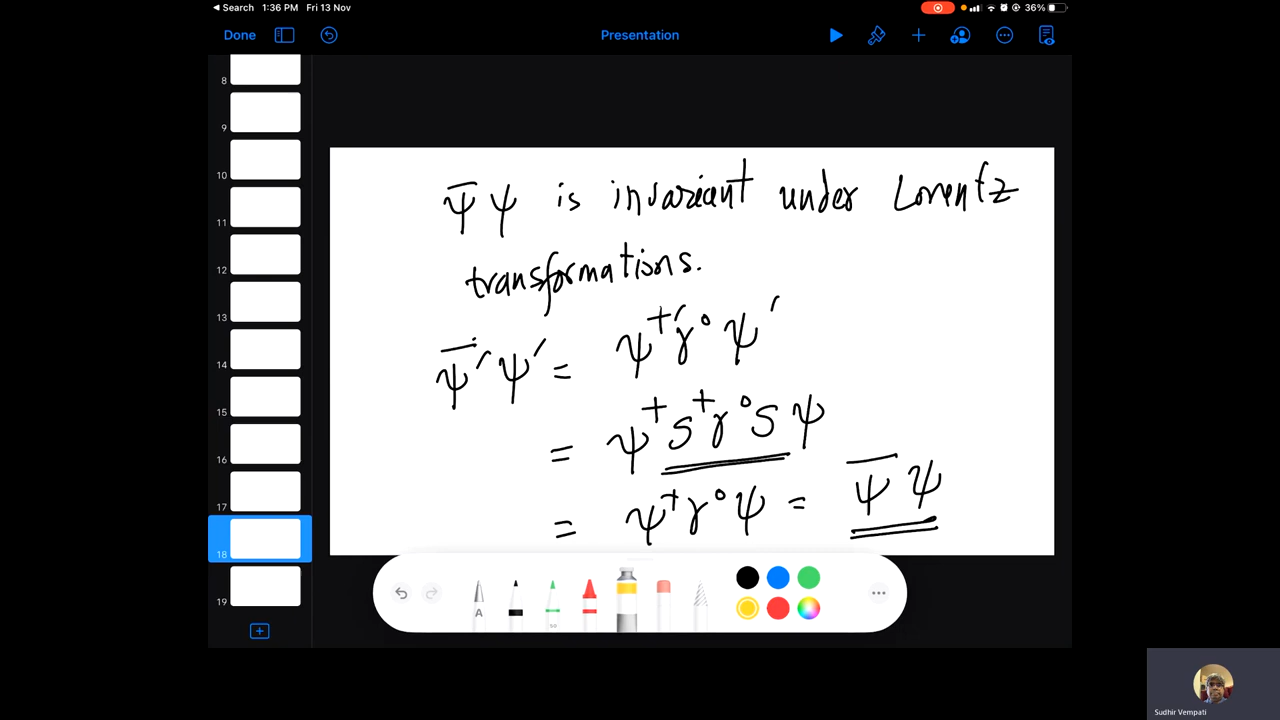 Search 1:36 PM Fri 13 Nov 36%
Done Presentation
8
9
10
11
12
13
14
15
16
17
18
19
ψ̅ ψ is invariant under Lorentz
transformations.
ψ̅′ψ′ = ψ†′γ⁰ψ′
= ψ†S†γ⁰Sψ
= ψ†γ⁰ψ = ψ̅ψ
A
Sudhir Vempati